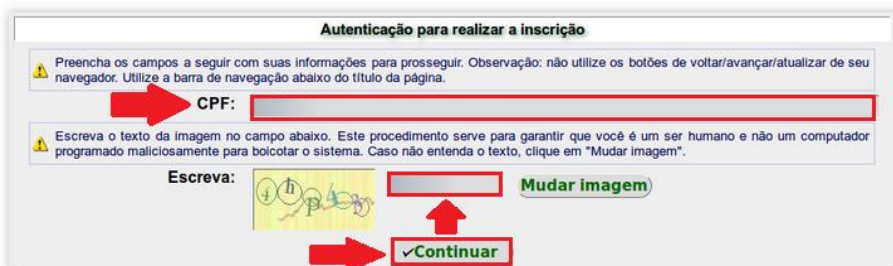 Autenticação para realizar a inscrição
Preencha os campos a seguir com suas informações para prosseguir. Observação: não utilize os botões de voltar/avançar/atualizar de seu
navegador. Utilize a barra de navegação abaixo do título da página.
CPF:
Escreva o texto da imagem no campo abaixo. Este procedimento serve para garantir que você é um ser humano e não um computador
programado maliciosamente para boicotar o sistema. Caso não entenda o texto, clique em "Mudar imagem".
Escreva:
Mudar imagem
Continuar